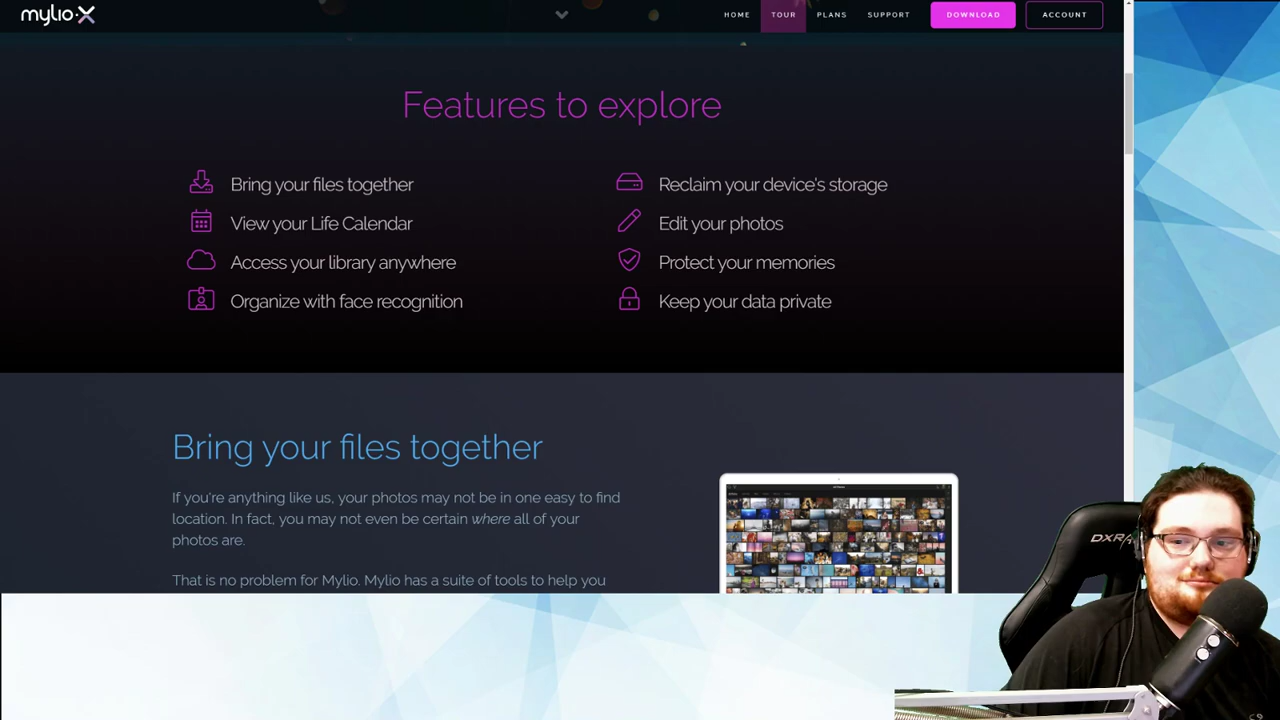 mylio X
HOME TOUR PLANS SUPPORT DOWNLOAD ACCOUNT
Features to explore
Bring your files together
View your Life Calendar
Access your library anywhere
Organize with face recognition
Reclaim your device's storage
Edit your photos
Protect your memories
Keep your data private
Bring your files together
If you're anything like us, your photos may not be in one easy to find
location. In fact, you may not even be certain where all of your
photos are.
That is no problem for Mylio. Mylio has a suite of tools to help you